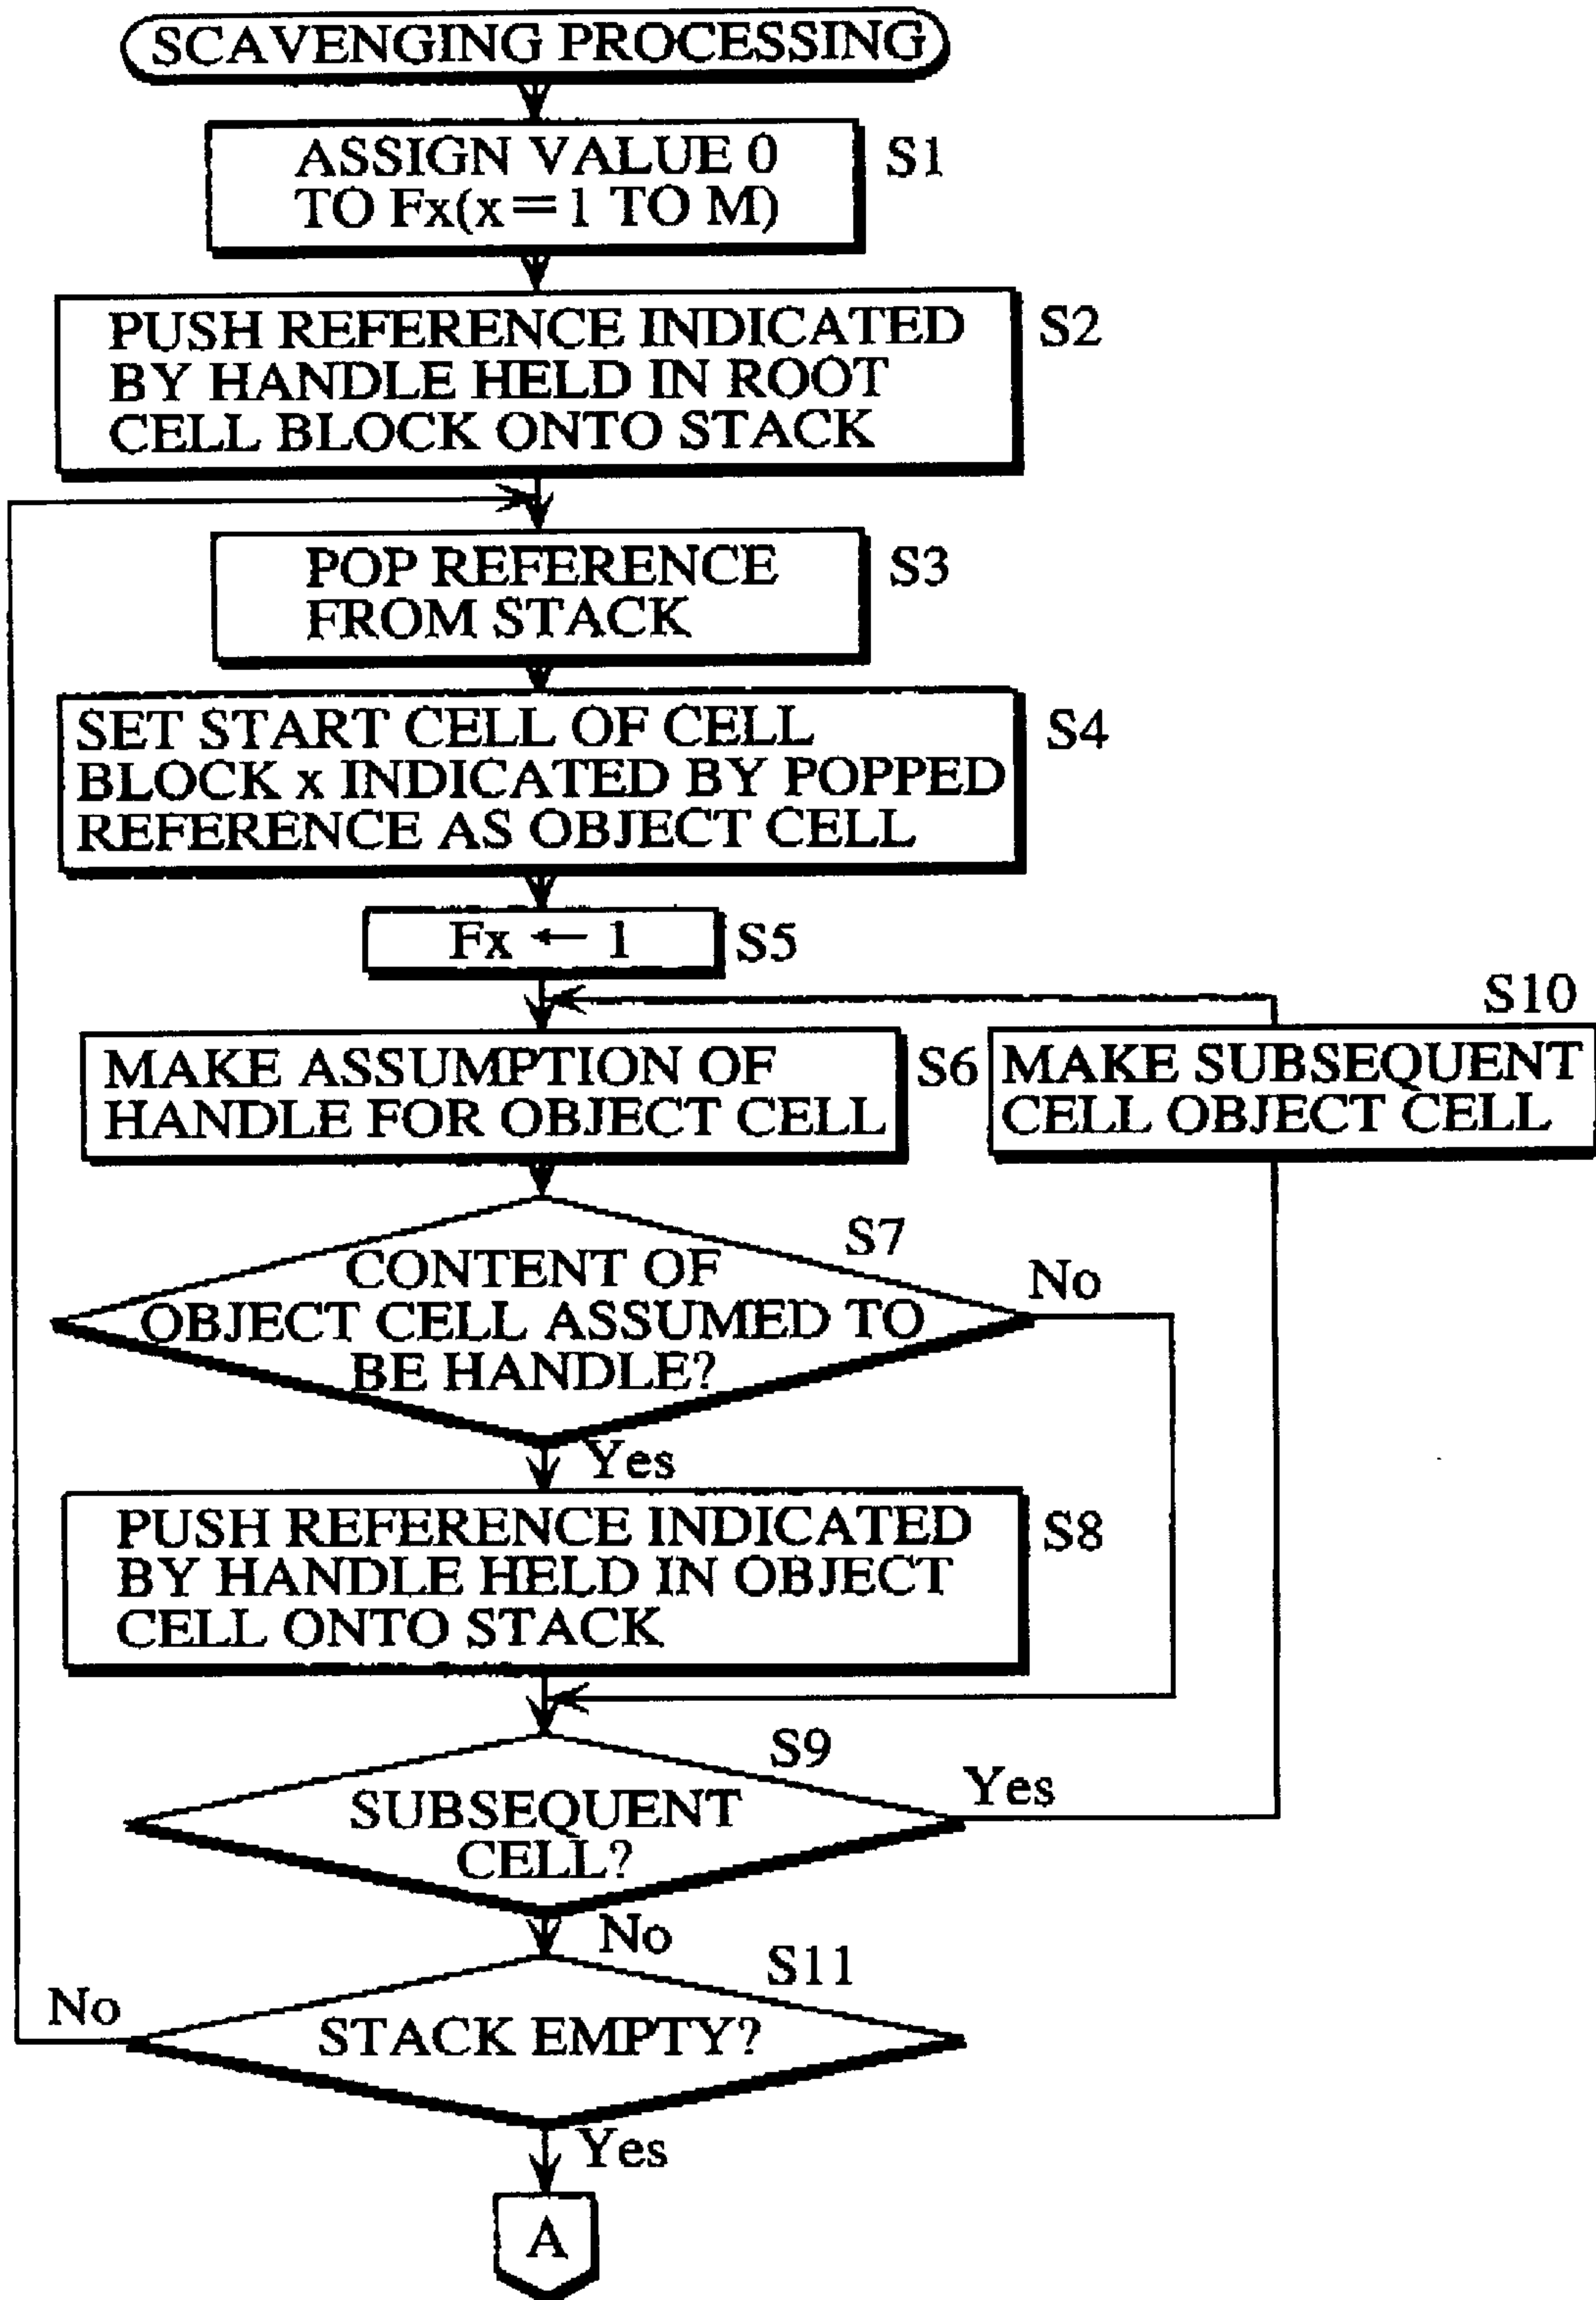 SCAVENGING PROCESSING
ASSIGN VALUE 0
TO Fx(x=1 TO M)
S1
PUSH REFERENCE INDICATED
BY HANDLE HELD IN ROOT
CELL BLOCK ONTO STACK
S2
POP REFERENCE
FROM STACK
S3
SET START CELL OF CELL
BLOCK x INDICATED BY POPPED
REFERENCE AS OBJECT CELL
S4
Fx ← 1
S5
S10
MAKE ASSUMPTION OF
HANDLE FOR OBJECT CELL
S6
MAKE SUBSEQUENT
CELL OBJECT CELL
S7
CONTENT OF
OBJECT CELL ASSUMED TO
BE HANDLE?
No
Yes
PUSH REFERENCE INDICATED
BY HANDLE HELD IN OBJECT
CELL ONTO STACK
S8
S9
SUBSEQUENT
CELL?
Yes
No
S11
STACK EMPTY?
No
Yes
A